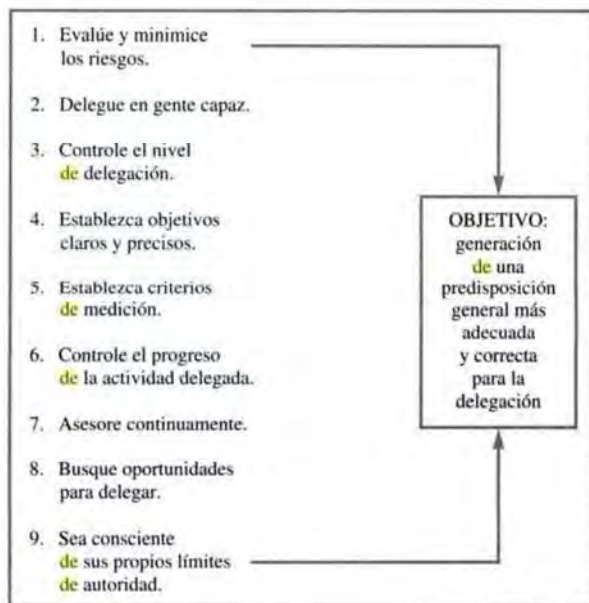 1. Evalúe y minimice
los riesgos.
2. Delegue en gente capaz.
3. Controle el nivel
de delegación.
4. Establezca objetivos
claros y precisos.
5. Establezca criterios
de medición.
6. Controle el progreso
de la actividad delegada.
7. Asesore continuamente.
8. Busque oportunidades
para delegar.
9. Sea consciente
de sus propios límites
de autoridad.
OBJETIVO:
generación
de una
predisposición
general más
adecuada
y correcta
para la
delegación